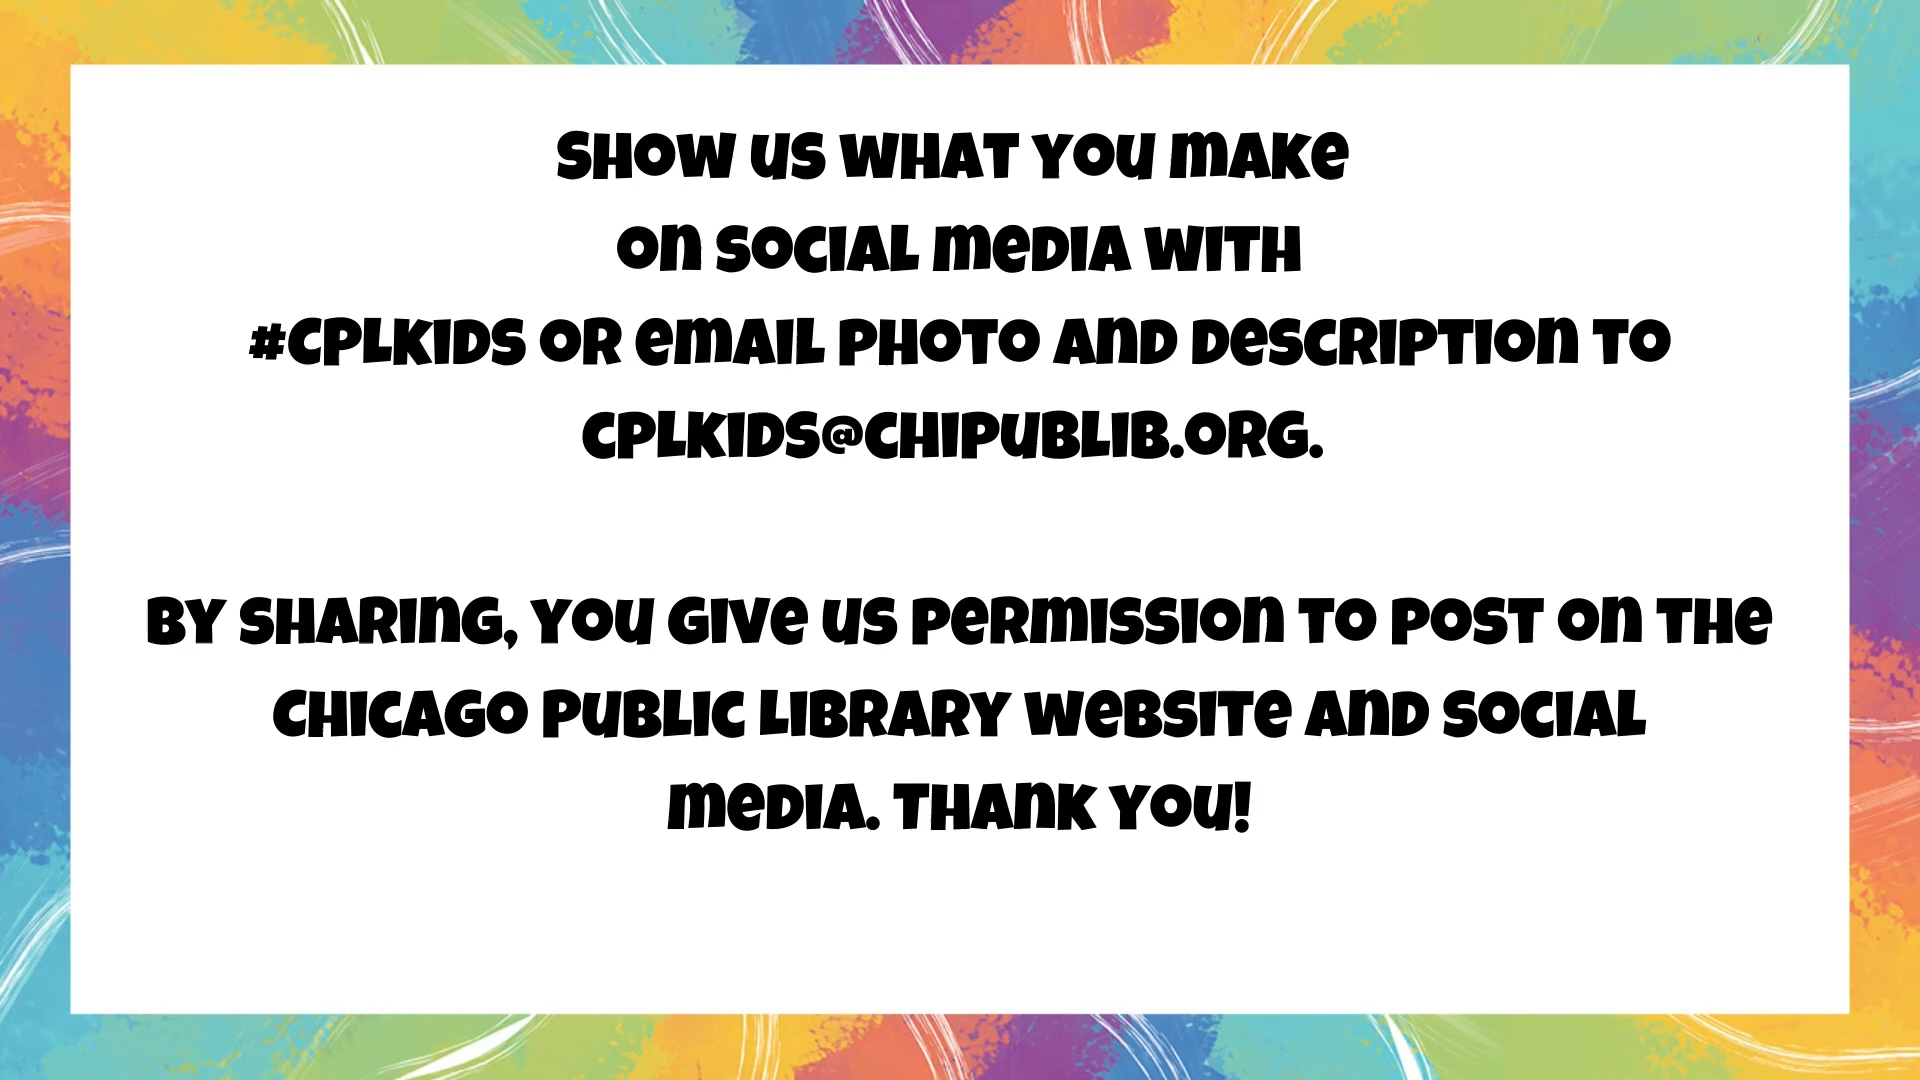 Show us what you make
on social media with
#CPLKids or email photo and description to
cplkids@chipublib.org.
By sharing, you give us permission to post on the
Chicago Public Library website and social
media. Thank you!